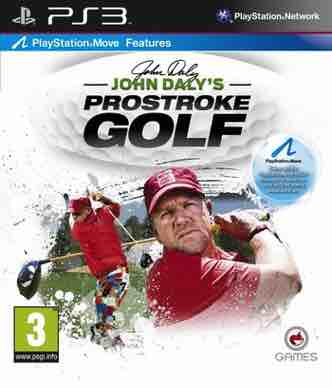 PS3
PlayStation®Network
PlayStation®Move Features
John Daly
JOHN DALY'S
PROSTROKE
GOLF
PlayStation®Move
3
www.pegi.info
GAMES